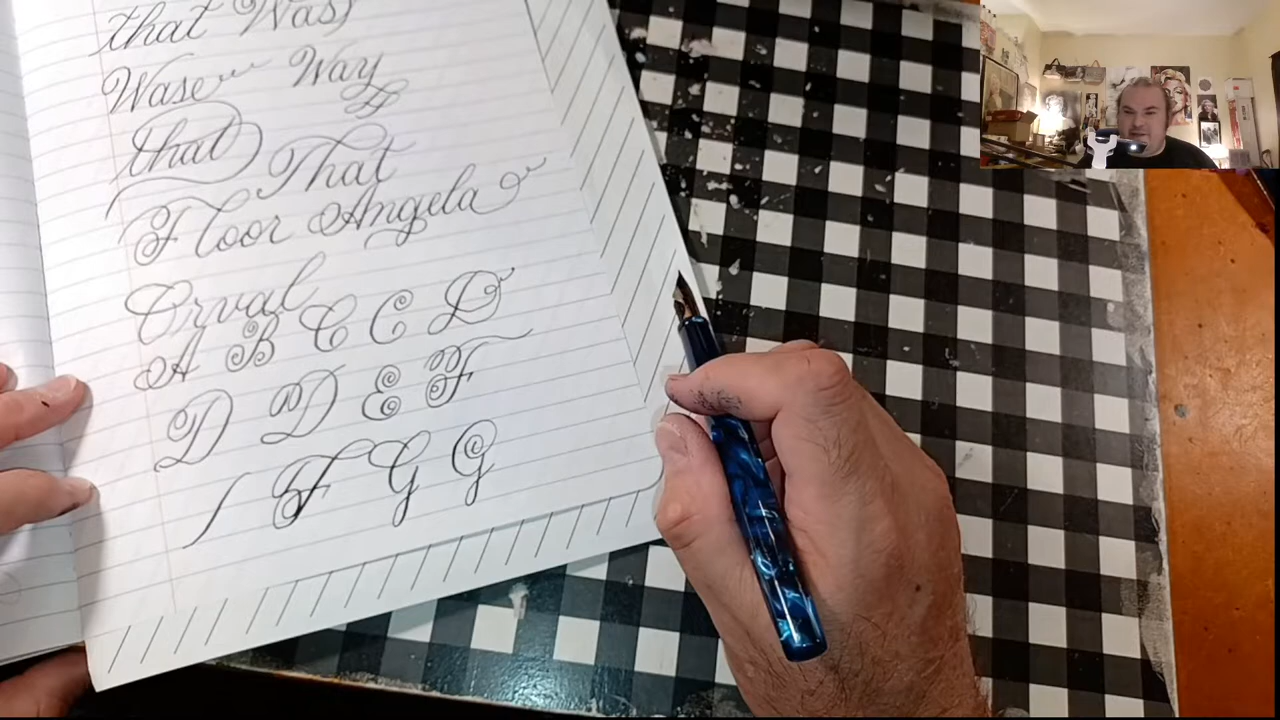 that Was
Wase Way
that That
Floor Angela
Orval
A B C C D
D D E F
F G G